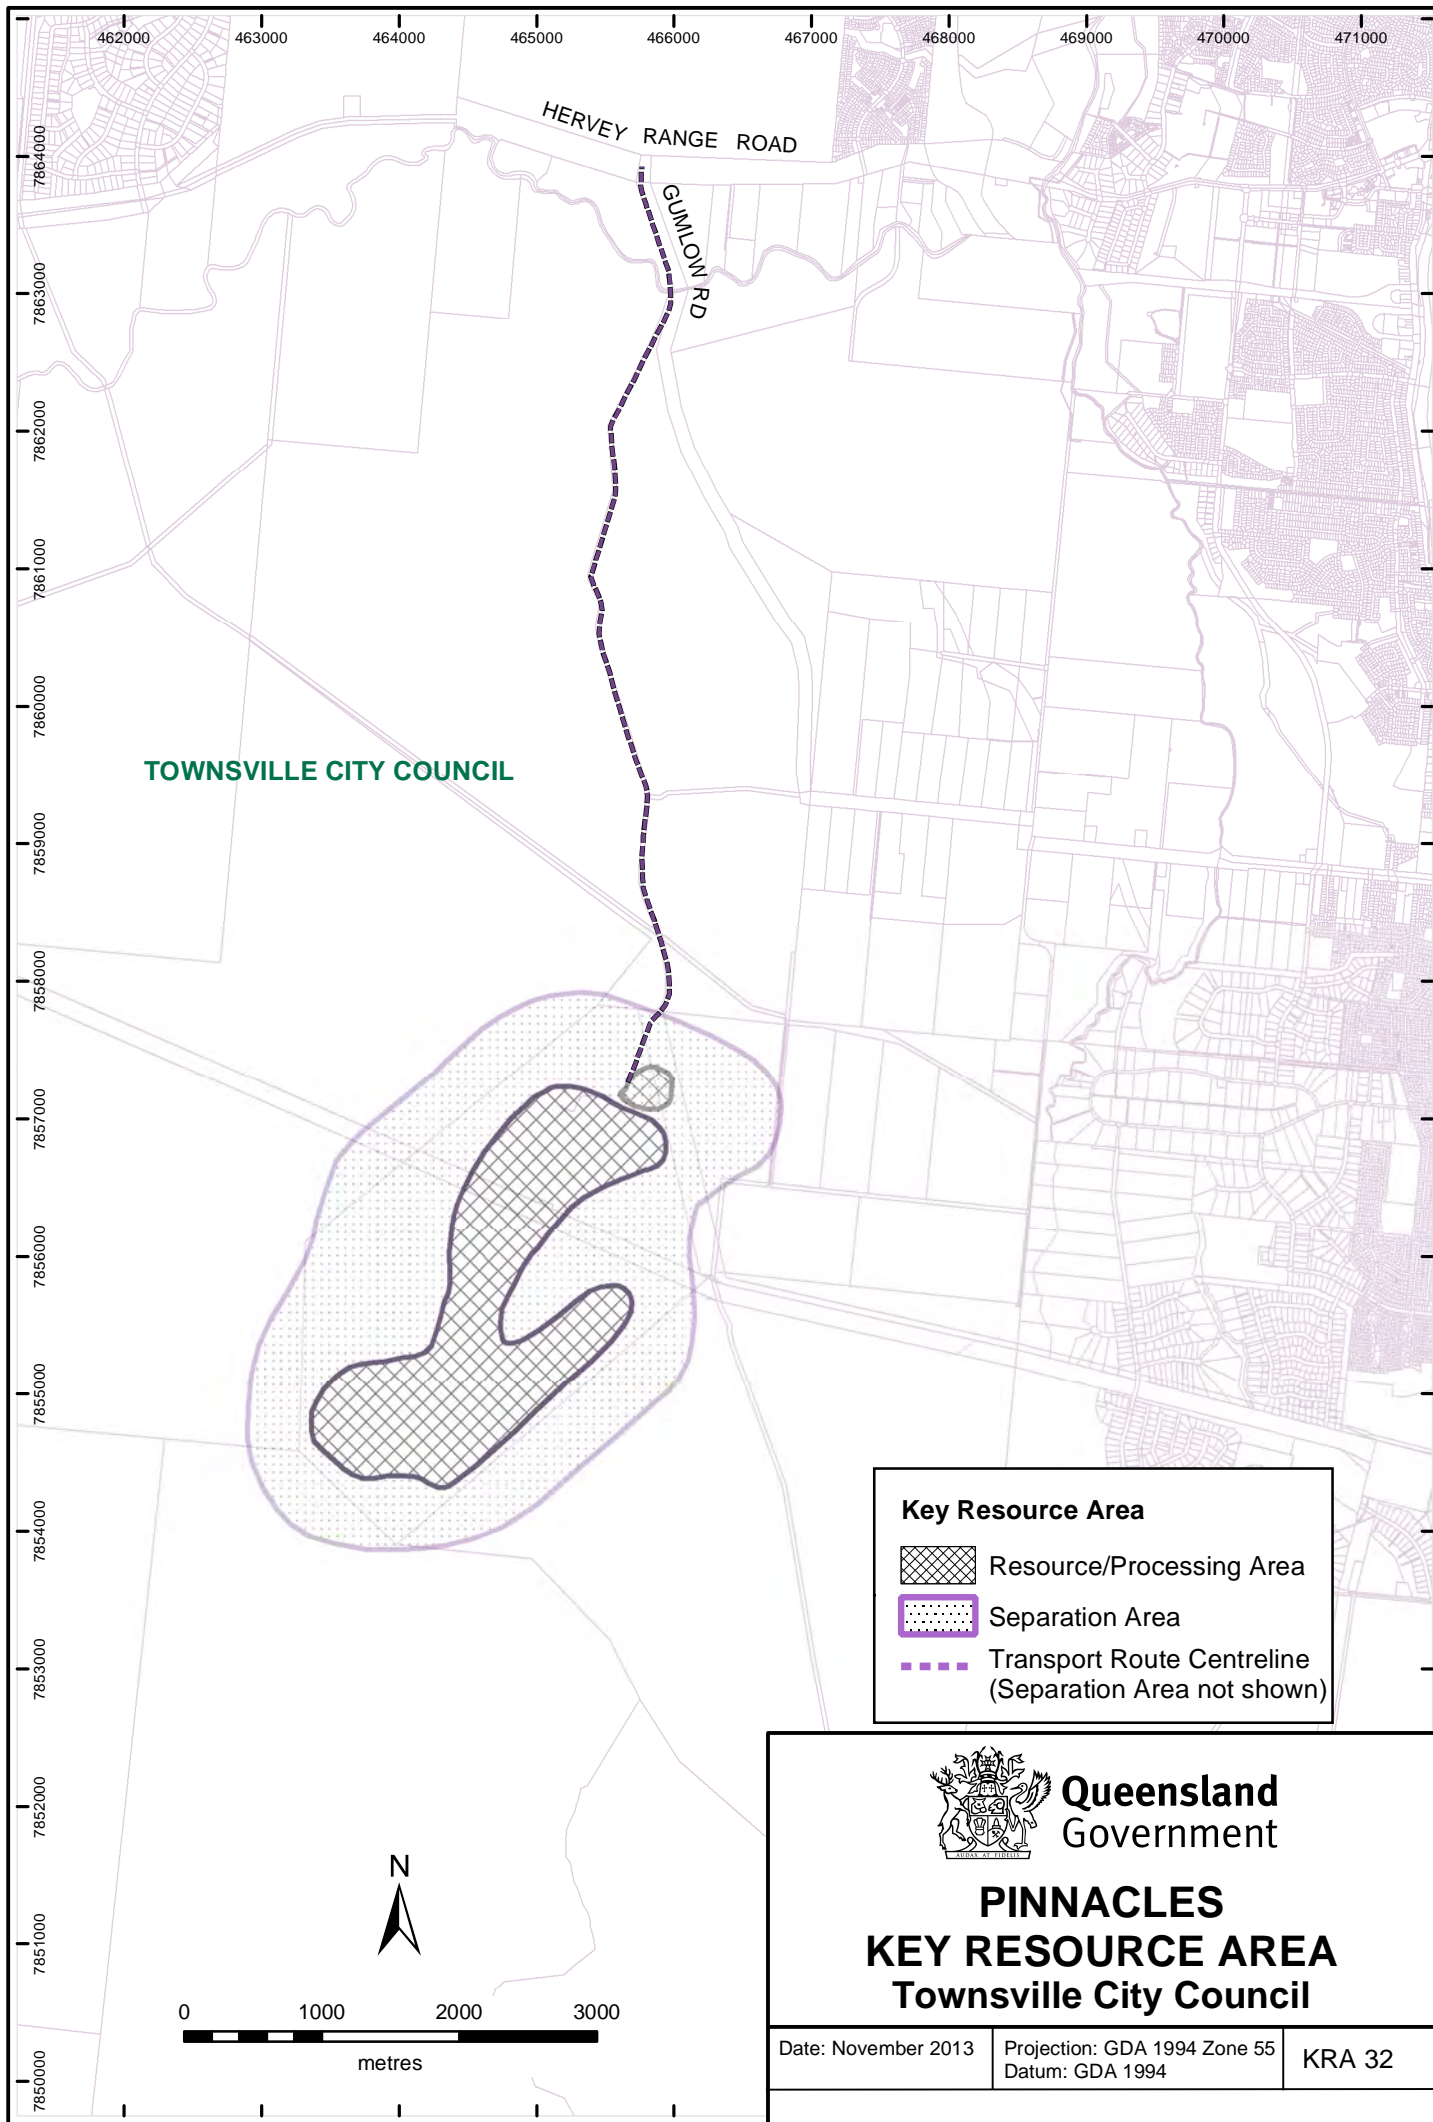 462000 463000 464000 465000 466000 467000 468000 469000 470000 471000
HERVEY RANGE ROAD
GUMLOW RD
7864000
7863000
7862000
7861000
7860000
TOWNSVILLE CITY COUNCIL
7859000
7858000
7857000
7856000
7855000
7854000
7853000
7852000
7851000
7850000
Key Resource Area
Resource/Processing Area
Separation Area
Transport Route Centreline
(Separation Area not shown)
N
0 1000 2000 3000
metres
AUDAX AT FIDELIS
Queensland
Government
PINNACLES
KEY RESOURCE AREA
Townsville City Council
Date: November 2013
Projection: GDA 1994 Zone 55
Datum: GDA 1994
KRA 32